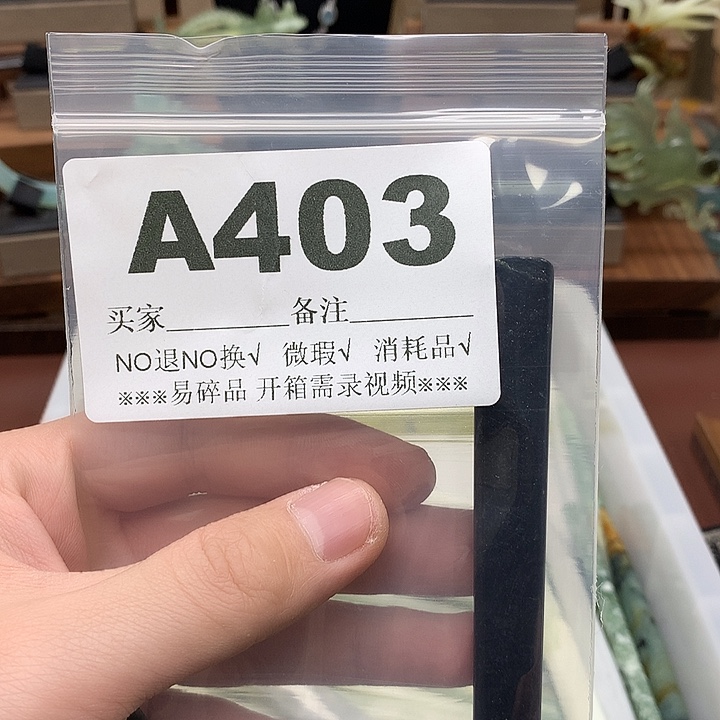 A403
买家________备注________
NO退NO换√ 微瑕√ 消耗品√
※※※易碎品 开箱需录视频※※※